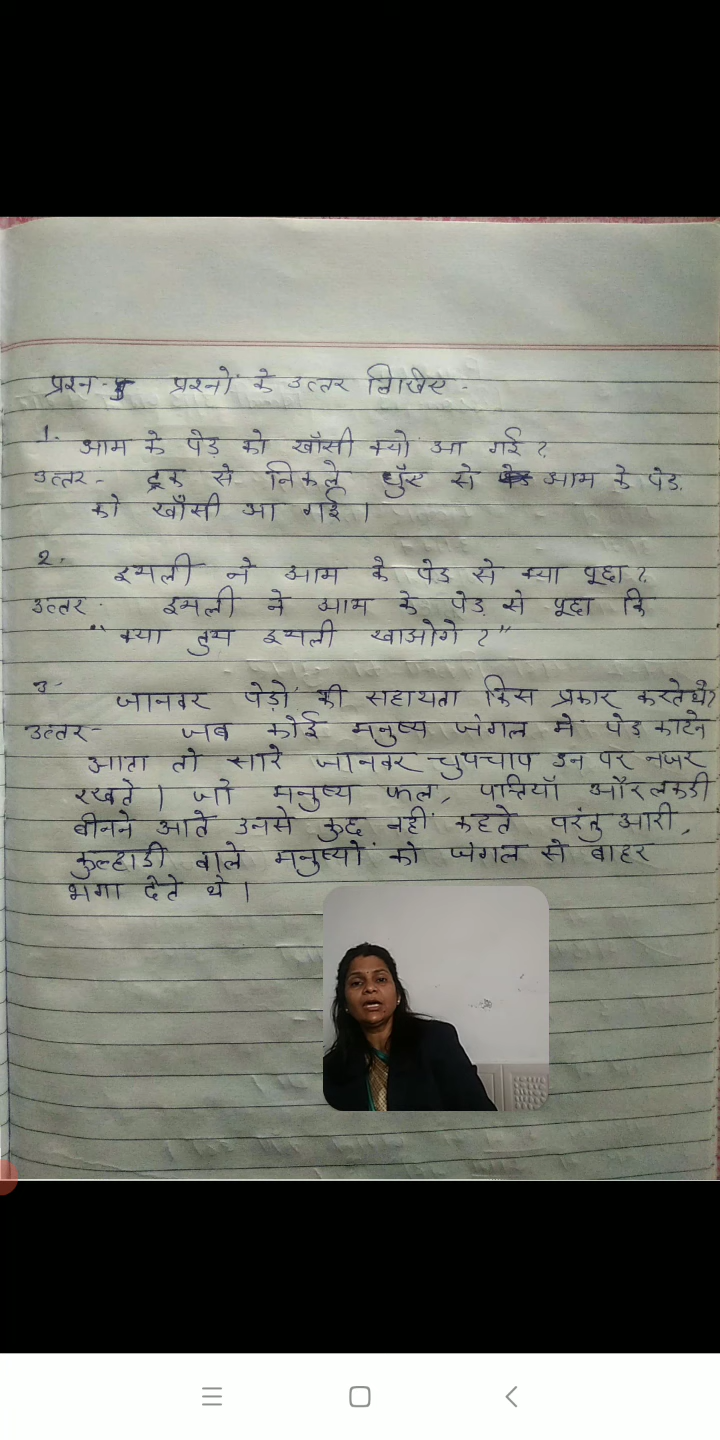 प्रश्न- प्रश्नों के उत्तर लिखिए -
1. आम के पेड़ को खाँसी क्यों आ गई?
उत्तर- ट्रक से निकले धुँए से आम के पेड़
को खाँसी आ गई।
2. इमली ने आम के पेड़ से क्या पूछा?
उत्तर- इमली ने आम के पेड़ से पूछा कि
"क्या तुम इमली खाओगे?"
3- जानवर पेड़ों की सहायता किस प्रकार करते थे?
उत्तर- जब कोई मनुष्य जंगल में पेड़ काटने
आता तो सारे जानवर चुपचाप उन पर नजर
रखते। जो मनुष्य फल, पत्तियाँ और लकडी
बीनने आते उनसे कुछ नहीं कहते परंतु आरी,
कुल्हाडी वाले मनुष्यों को जंगल से बाहर
भगा देते थे।